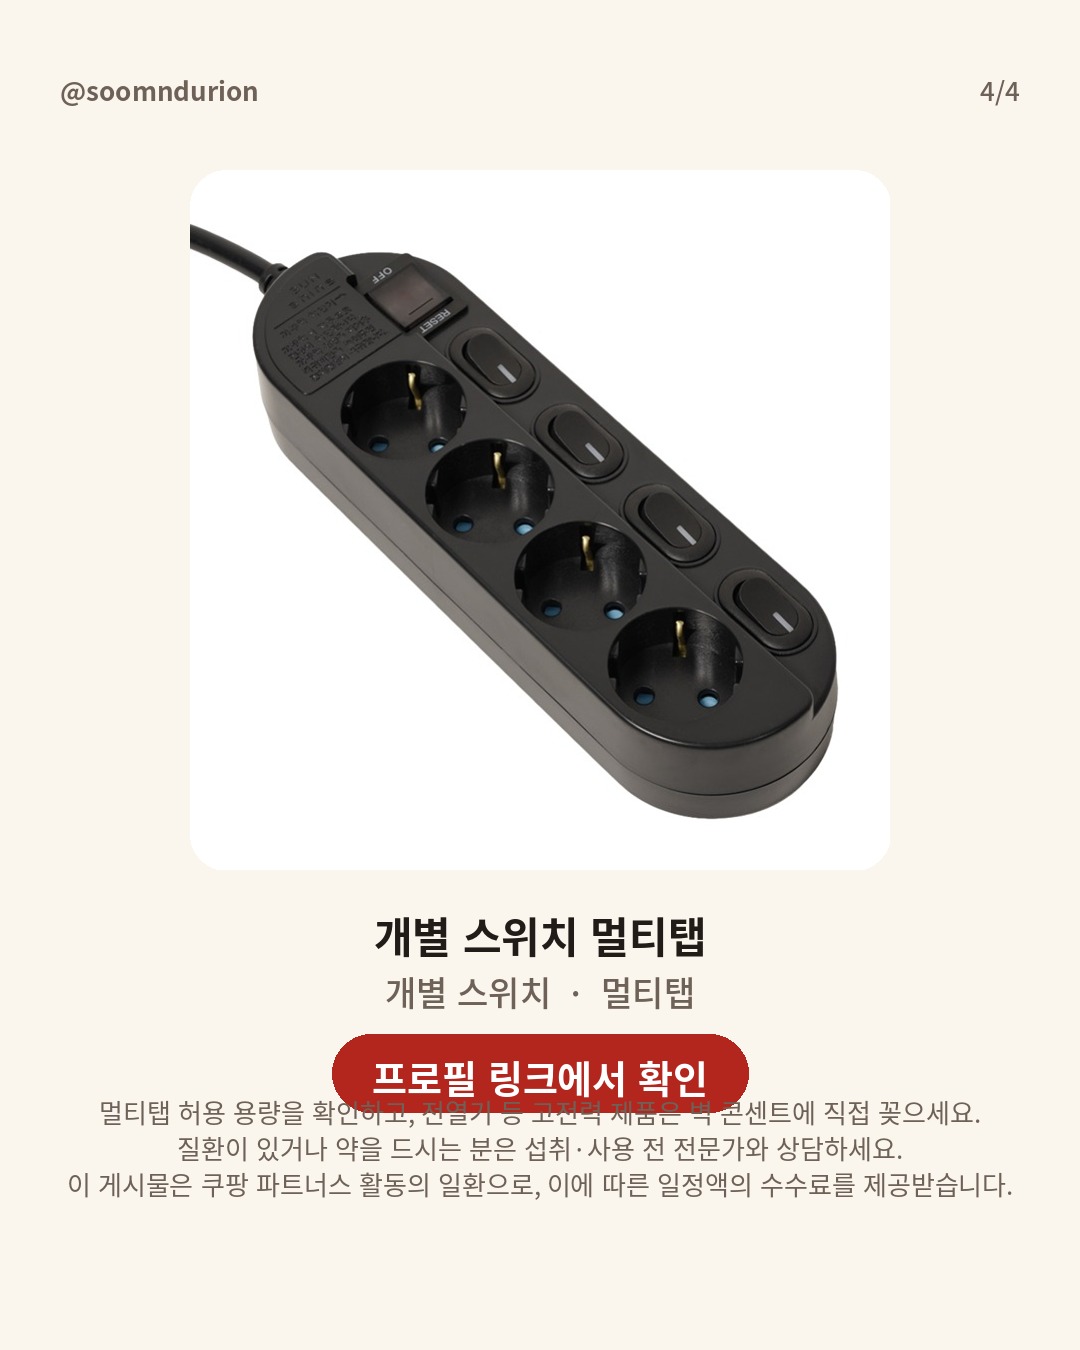 @soomndurion
4/4
OFF
RESET
개별 스위치 멀티탭
개별 스위치 · 멀티탭
프로필 링크에서 확인
멀티탭 허용 용량을 확인하고, 전열기 등 고전력 제품은 벽 콘센트에 직접 꽂으세요.
질환이 있거나 약을 드시는 분은 섭취·사용 전 전문가와 상담하세요.
이 게시물은 쿠팡 파트너스 활동의 일환으로, 이에 따른 일정액의 수수료를 제공받습니다.